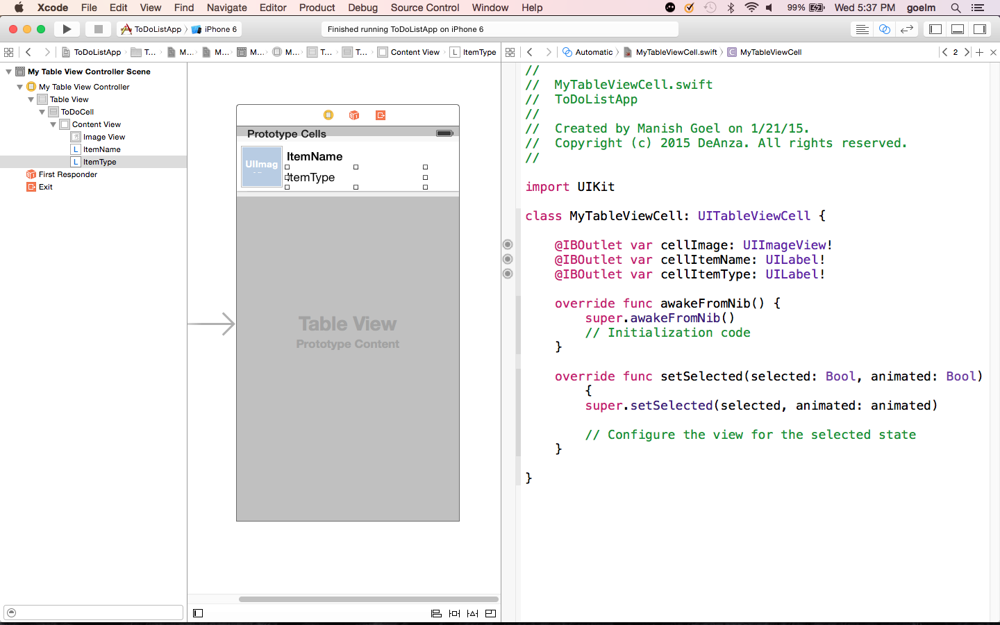 Xcode File Edit View Find Navigate Editor Product Debug Source Control Window Help 99% Wed 5:37 PM goelm
ToDoListApp iPhone 6 Finished running ToDoListApp on iPhone 6
ToDoListApp T... M... M... M... M... T... T... Content View L ItemType Automatic MyTableViewCell.swift C MyTableViewCell 2
My Table View Controller Scene
My Table View Controller
Table View
ToDoCell
Content View
Image View
L ItemName
L ItemType
First Responder
Exit
Prototype Cells
UIImag
ItemName
ItemType
Table View
Prototype Content
//
// MyTableViewCell.swift
// ToDoListApp
//
// Created by Manish Goel on 1/21/15.
// Copyright (c) 2015 DeAnza. All rights reserved.
//
import UIKit
class MyTableViewCell: UITableViewCell {
@IBOutlet var cellImage: UIImageView!
@IBOutlet var cellItemName: UILabel!
@IBOutlet var cellItemType: UILabel!
override func awakeFromNib() {
super.awakeFromNib()
// Initialization code
}
override func setSelected(selected: Bool, animated: Bool)
{
super.setSelected(selected, animated: animated)
// Configure the view for the selected state
}
}